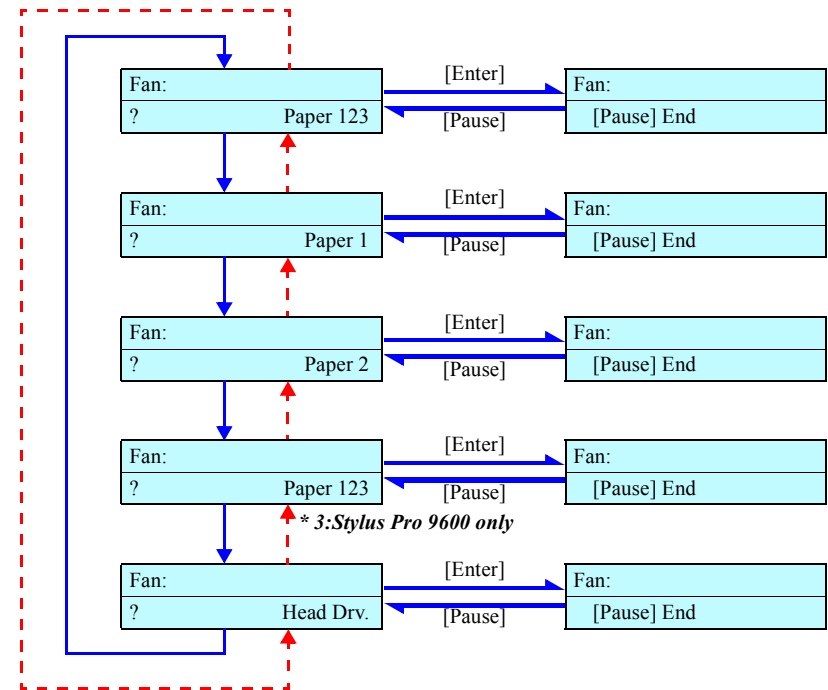 [Enter]
Fan:
Fan:
? Paper 123
[Pause] End
[Pause]
[Enter]
Fan:
Fan:
? Paper 1
[Pause] End
[Pause]
[Enter]
Fan:
Fan:
? Paper 2
[Pause] End
[Pause]
[Enter]
Fan:
Fan:
? Paper 123
[Pause] End
[Pause]
* 3:Stylus Pro 9600 only
[Enter]
Fan:
Fan:
? Head Drv.
[Pause] End
[Pause]